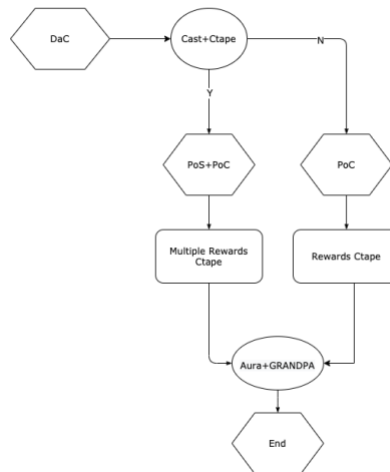 DaC
Cast+Ctape
N
Y
PoS+PoC
PoC
Multiple Rewards
Ctape
Rewards Ctape
Aura+GRANDPA
End